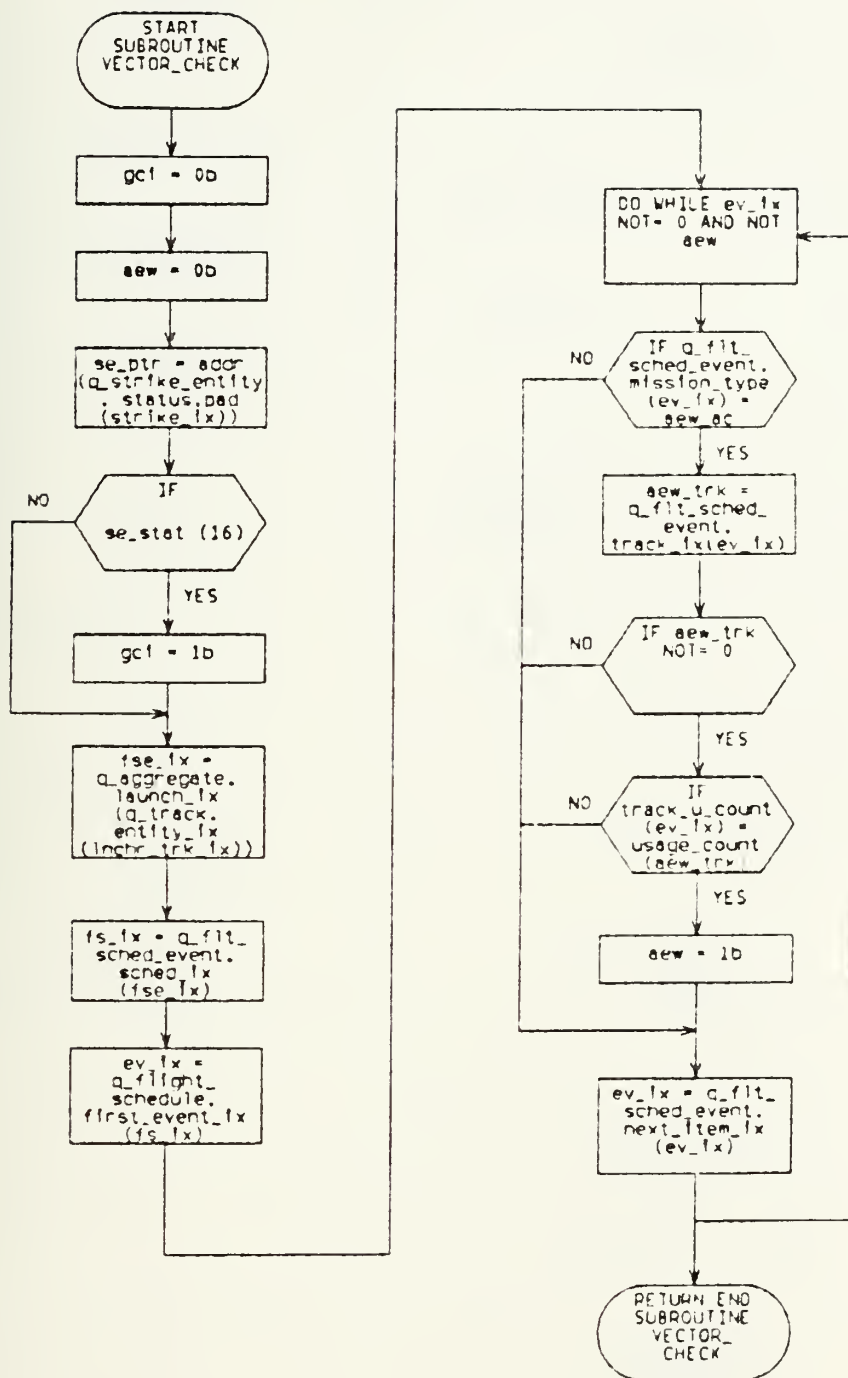 START
SUBROUTINE
VECTOR_CHECK
gci = 0b
aew = 0b
se_ptr = addr
(q_strike_entity
. status.pad
(strike_ix))
IF
se_stat (16)
NO
YES
gci = 1b
fse_ix =
q_aggregate.
launch_ix
(q_track.
entity_ix
(lnchr_trk_ix))
fs_ix = q_flt_
sched_event.
sched_ix
(fse_ix)
ev_ix =
q_flight_
schedule.
first_event_ix
(fs_ix)
DO WHILE ev_ix
NOT= 0 AND NOT
aew
NO
IF q_flt_
sched_event.
mission_type
(ev_ix) =
aew_ac
YES
aew_trk =
q_flt_sched_
event.
track_ix(ev_ix)
NO
IF aew_trk
NOT= 0
YES
NO
IF
track_u_count
(ev_ix) =
usage_count
(aew_trk)
YES
aew = 1b
ev_ix = q_flt_
sched_event.
next_item_ix
(ev_ix)
RETURN END
SUBROUTINE
VECTOR_
CHECK